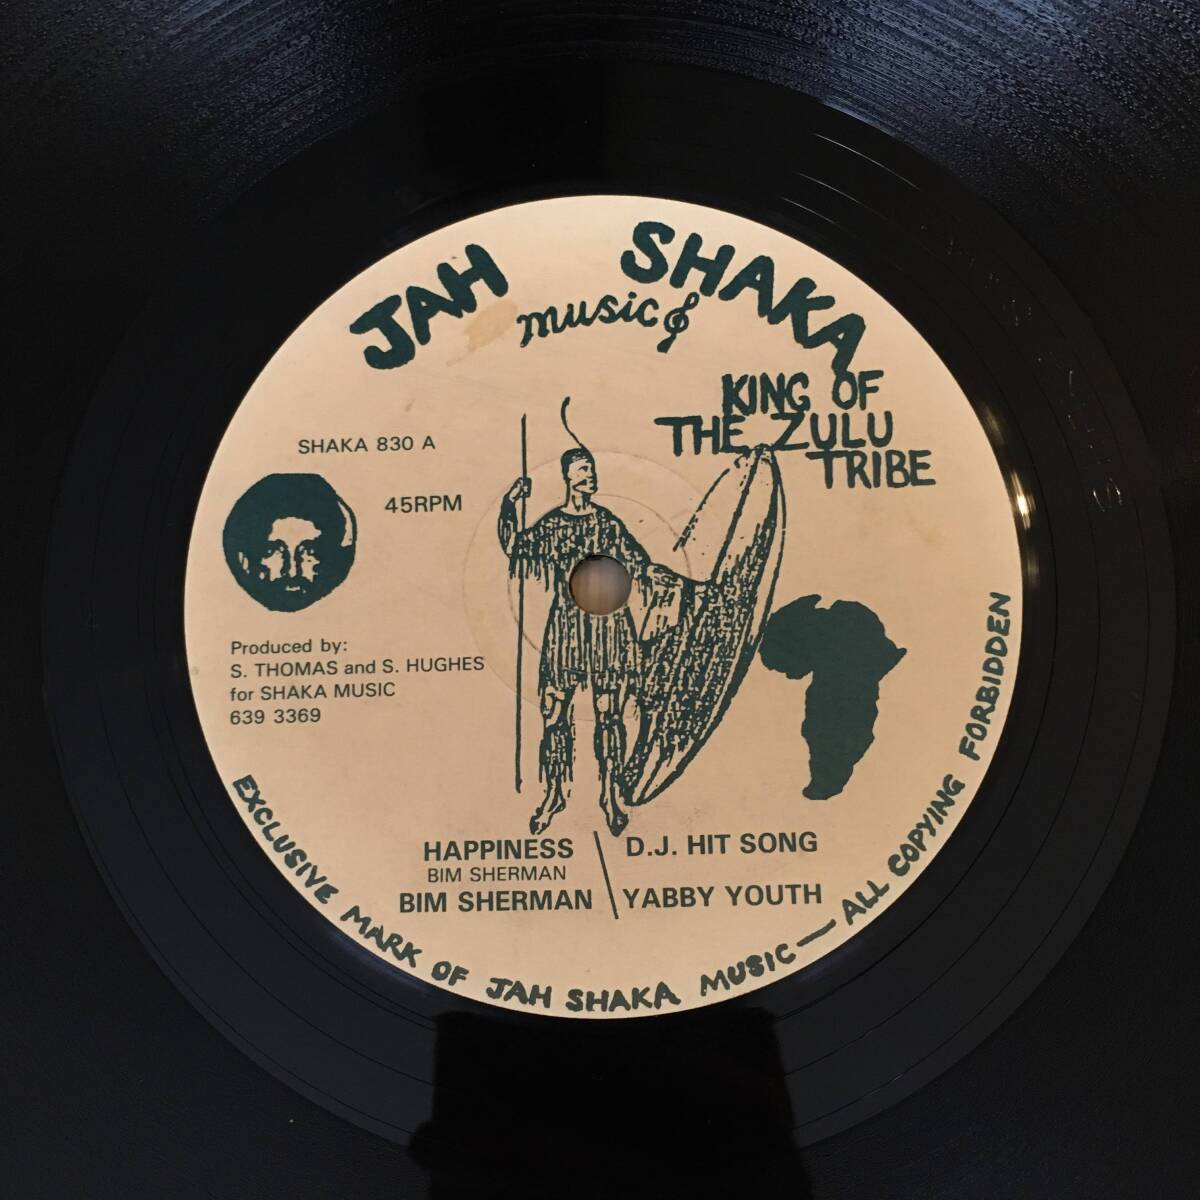 JAH SHAKA
music
KING OF
THE ZULU
TRIBE
SHAKA 830 A
45RPM
Produced by:
S. THOMAS and S. HUGHES
for SHAKA MUSIC
639 3369
HAPPINESS
BIM SHERMAN
BIM SHERMAN
D.J. HIT SONG
YABBY YOUTH
EXCLUSIVE MARK OF JAH SHAKA MUSIC — ALL COPYING FORBIDDEN